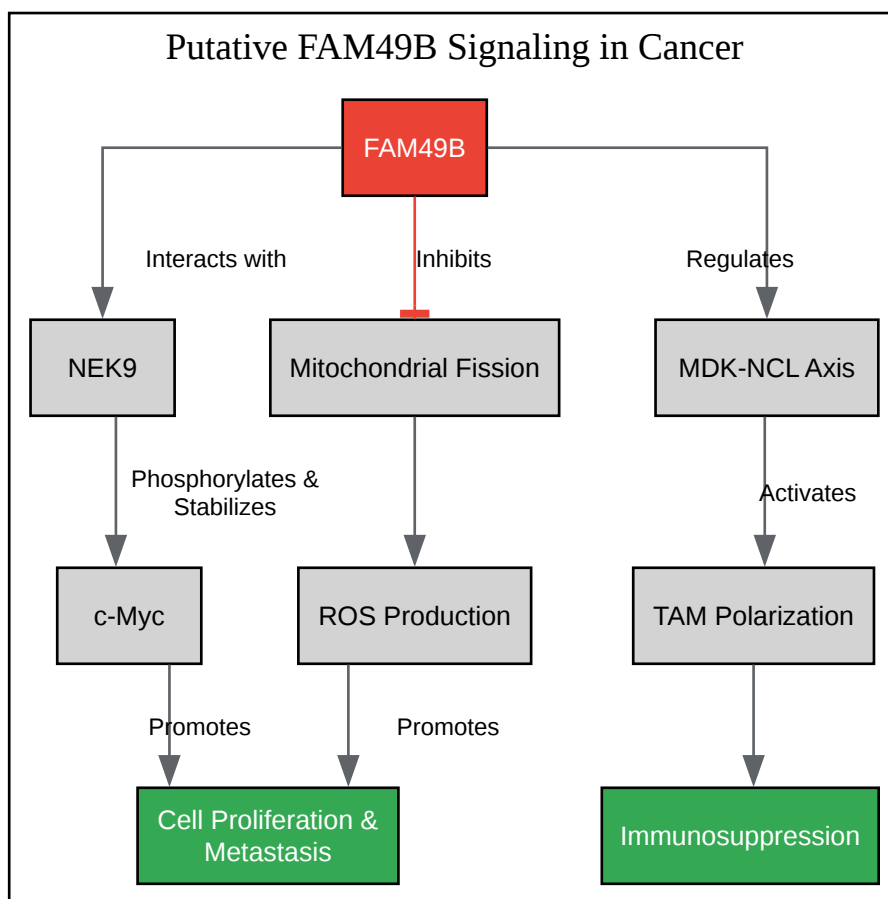 Putative FAM49B Signaling in Cancer
FAM49B
Interacts with
Inhibits
Regulates
NEK9
Mitochondrial Fission
MDK-NCL Axis
Phosphorylates &
Stabilizes
Activates
c-Myc
ROS Production
TAM Polarization
Promotes
Promotes
Cell Proliferation &
Metastasis
Immunosuppression